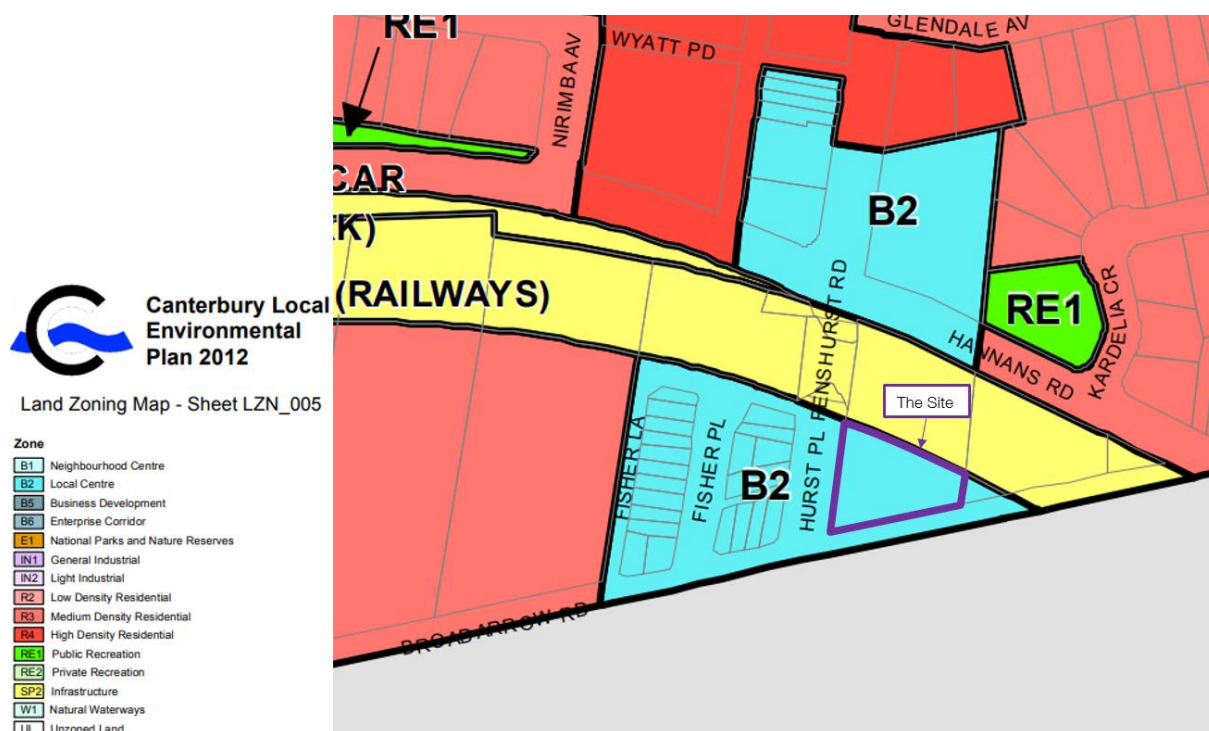 Canterbury Local
Environmental
Plan 2012
Land Zoning Map - Sheet LZN_005
Zone
B1 Neighbourhood Centre
B2 Local Centre
B5 Business Development
B6 Enterprise Corridor
E1 National Parks and Nature Reserves
IN1 General Industrial
IN2 Light Industrial
R2 Low Density Residential
R3 Medium Density Residential
R4 High Density Residential
RE1 Public Recreation
RE2 Private Recreation
SP2 Infrastructure
W1 Natural Waterways
UL Unzoned Land
RE1
NIRIMBA AV
WYATT PD
GLENDALE AV
CAR
K)
(RAILWAYS)
B2
RE1
KARDELIA CR
HANNANS RD
PENSHURST RD
The Site
FISHER LA
FISHER PL
B2
HURST PL
BROADARROW RD